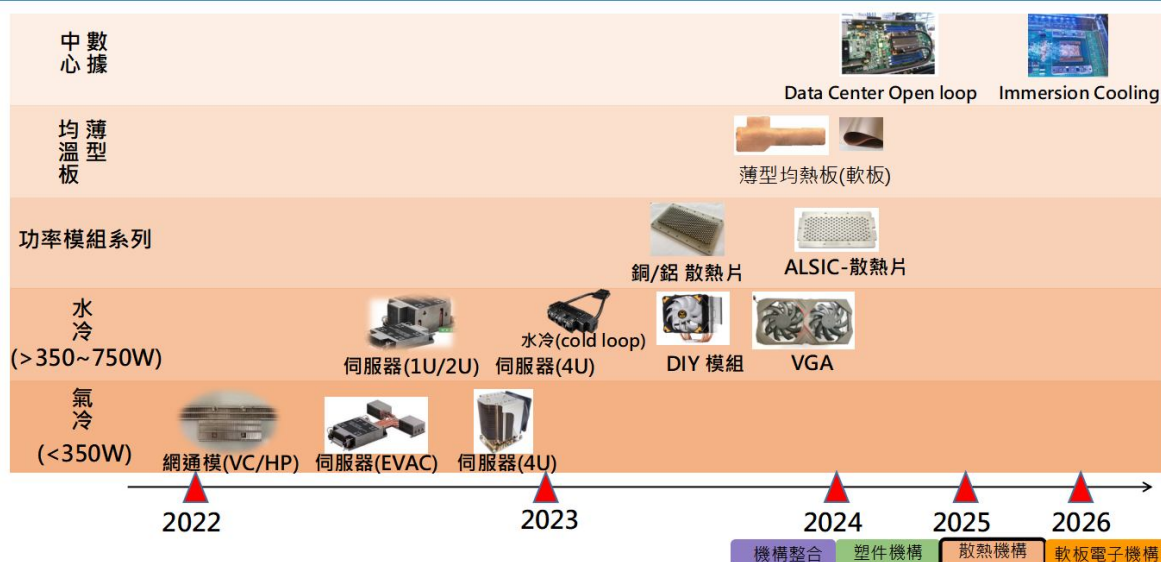 數據中心
Data Center Open loop
Immersion Cooling
薄型均溫板
薄型均熱板(軟板)
功率模組系列
銅/鋁 散熱片
ALSIC-散熱片
水冷
(>350~750W)
伺服器(1U/2U)
水冷(cold loop)
伺服器(4U)
DIY 模組
VGA
氣冷
(<350W)
網通模(VC/HP)
伺服器(EVAC)
伺服器(4U)
2022
2023
2024
2025
2026
機構整合
塑件機構
散熱機構
軟板電子機構